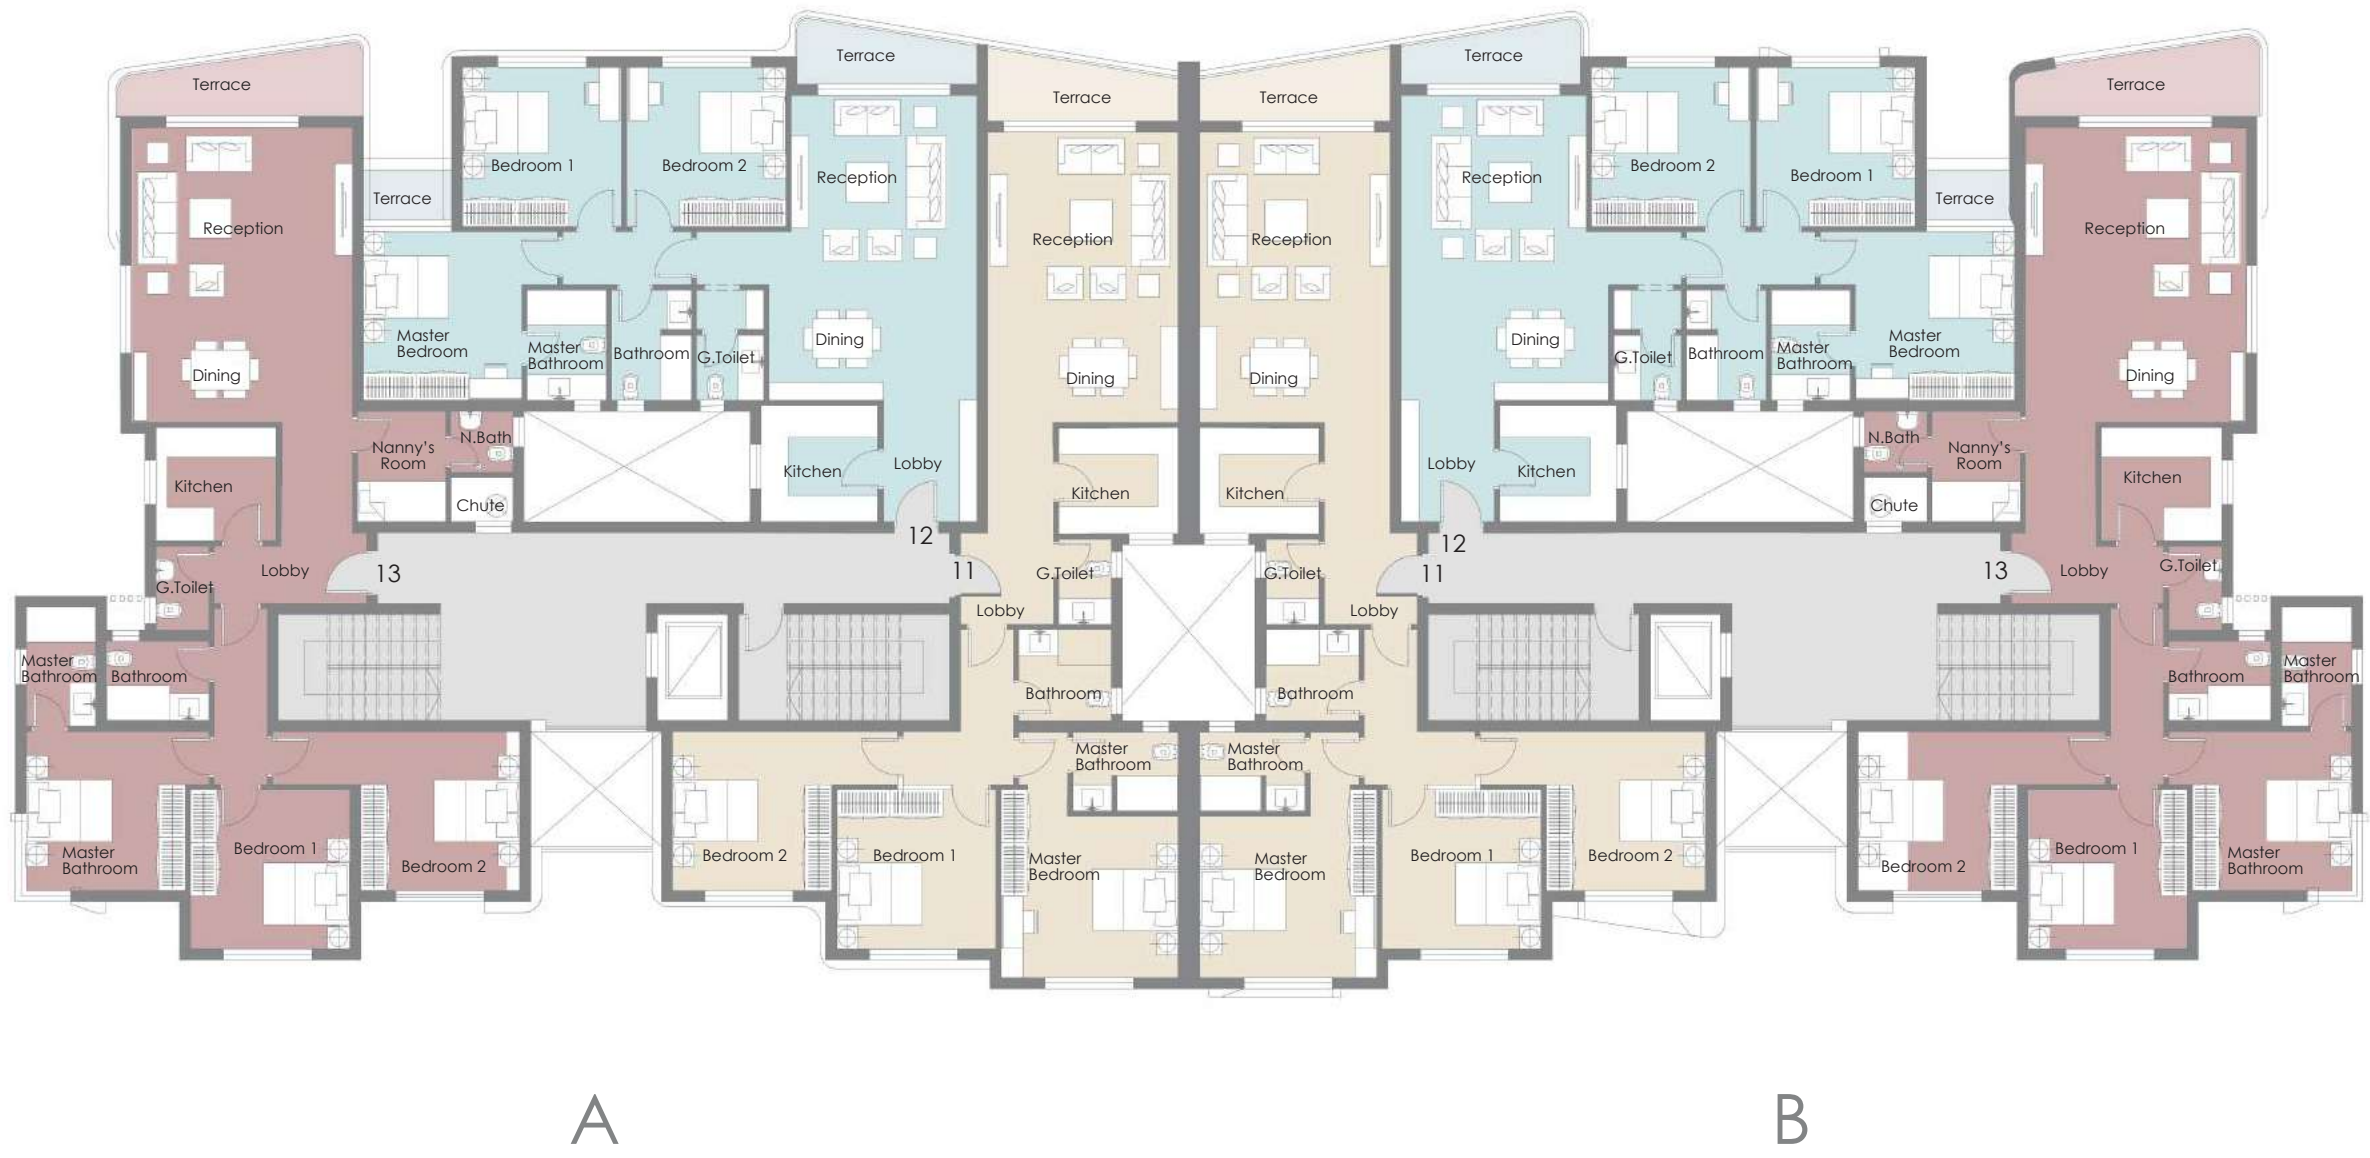 Terrace
Terrace
Terrace
Terrace
Terrace
Terrace
Terrace
Terrace
Reception
Dining
Kitchen
Nanny's
Room
N.Bath
Chute
G.Toilet
Lobby
13
Master
Bathroom
Bathroom
Master
Bathroom
Bedroom 1
Bedroom 2
Bedroom 1
Bedroom 2
Reception
Master
Bedroom
Master
Bathroom
Bathroom
G.Toilet
Dining
Kitchen
Lobby
12
Reception
Dining
Kitchen
11
G.Toilet
Lobby
Bathroom
Master
Bathroom
Bedroom 2
Bedroom 1
Master
Bedroom
Reception
Dining
Kitchen
G.Toilet
11
Lobby
Bathroom
Master
Bathroom
Master
Bedroom
Bedroom 1
Bedroom 2
Reception
Bedroom 2
Bedroom 1
Dining
G.Toilet
Bathroom
Master
Bathroom
Master
Bedroom
Lobby
Kitchen
12
Reception
Dining
N.Bath
Nanny's
Room
Chute
Kitchen
13
Lobby
G.Toilet
Bathroom
Master
Bathroom
Bedroom 2
Bedroom 1
Master
Bathroom
A
B